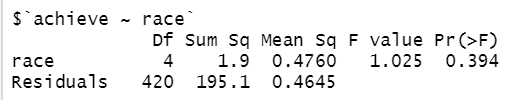 $`achieve ~ race`
             Df Sum Sq Mean Sq F value Pr(>F)
race          4    1.9  0.4760   1.025  0.394
Residuals   420  195.1  0.4645